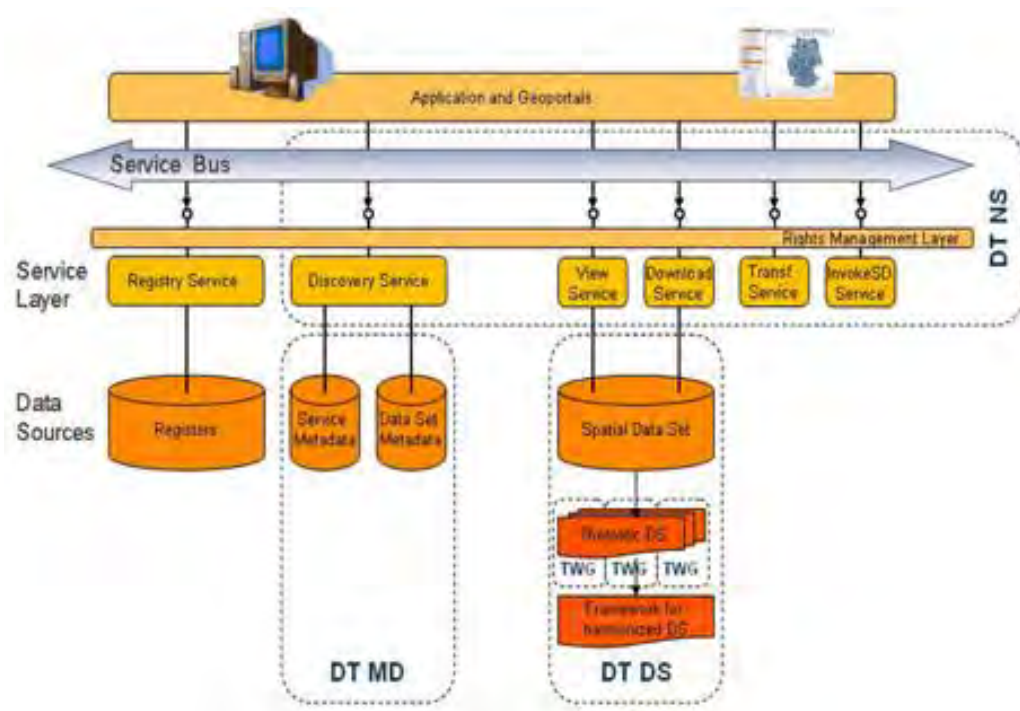 Application and Geoportals
Service Bus
DT NS
Rights Management Layer
Service
Layer
Registry Service
Discovery Service
View
Service
Download
Service
Transf
Service
InvokeSD
Service
Data
Sources
Registers
Service
Metadata
Data Set
Metadata
Spatial Data Set
Thematic DS
TWG
TWG
TWG
Framework for
harmonized DS
DT MD
DT DS